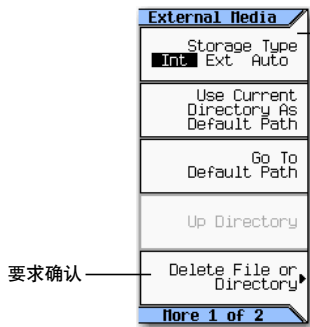 External Media
Storage Type
Int Ext Auto
Use Current
Directory As
Default Path
Go To
Default Path
Up Directory
要求确认
Delete File or
Directory
More 1 of 2